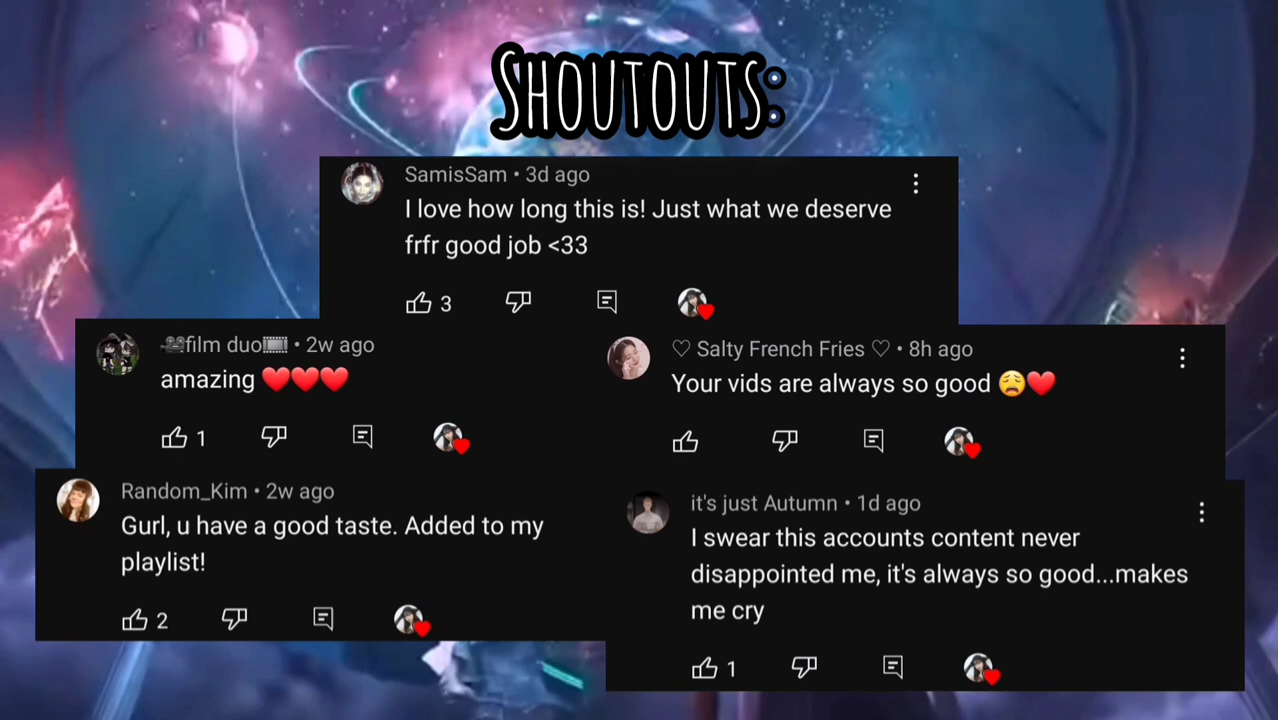 SHOUTOUTS:
SamisSam • 3d ago
I love how long this is! Just what we deserve
frfr good job <33
3
🎥film duo🎞 • 2w ago
amazing ❤️❤️❤️
1
♡ Salty French Fries ♡ • 8h ago
Your vids are always so good 😩❤️
Random_Kim • 2w ago
Gurl, u have a good taste. Added to my
playlist!
2
it's just Autumn • 1d ago
I swear this accounts content never
disappointed me, it's always so good...makes
me cry
1